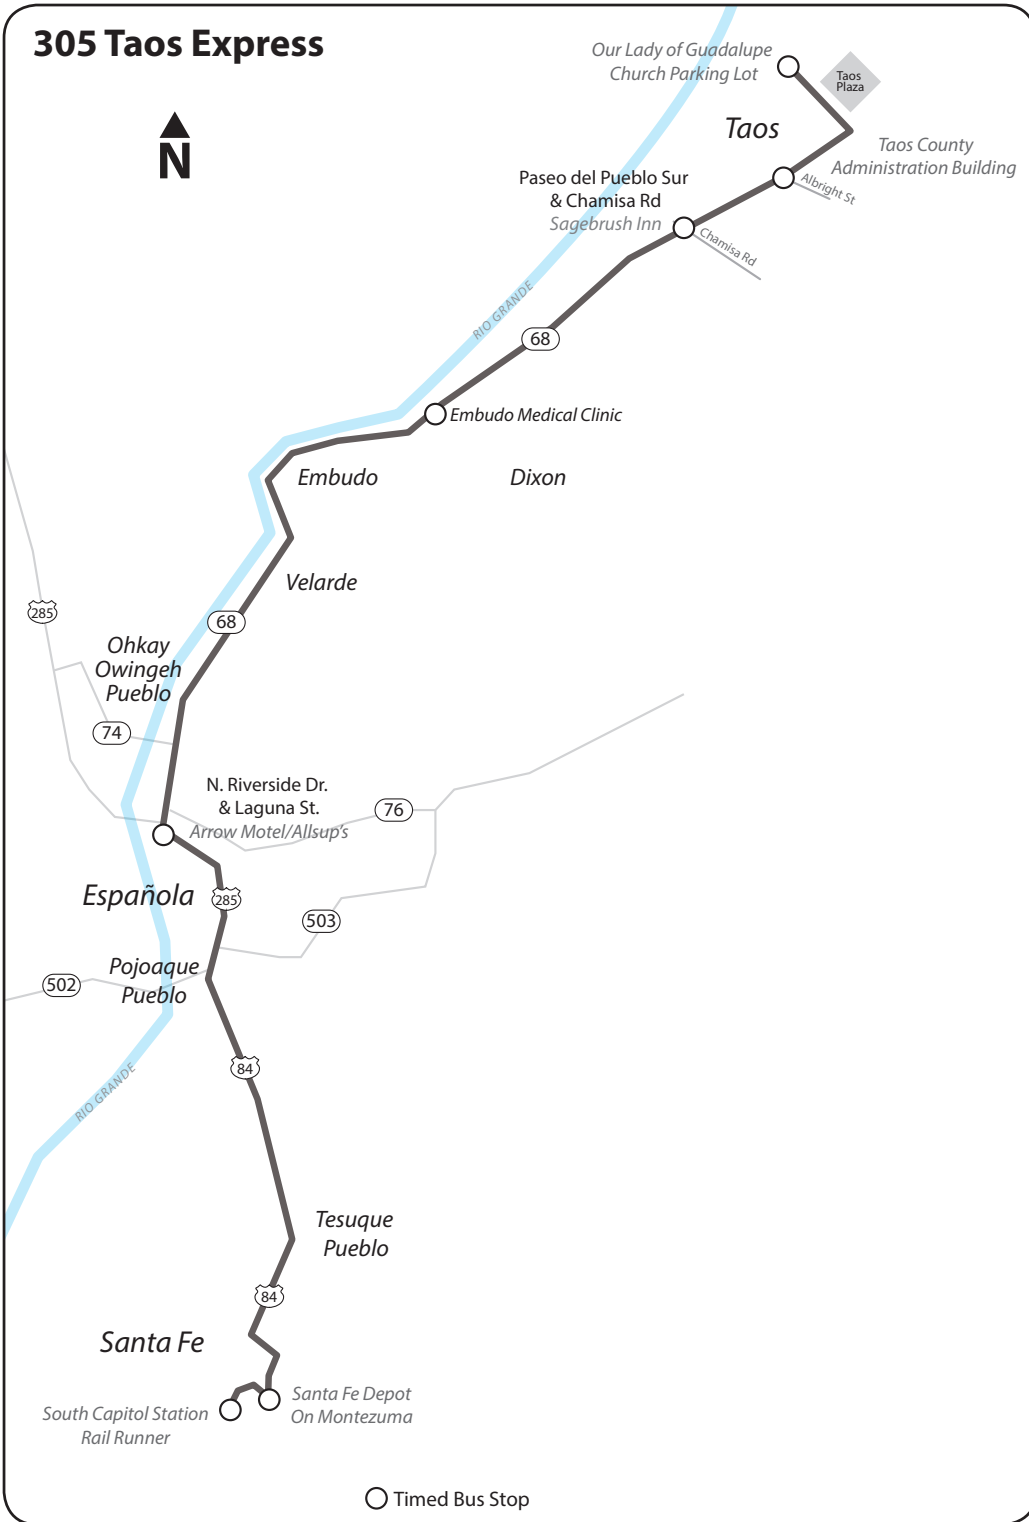 305 Taos Express
N
Our Lady of Guadalupe
Church Parking Lot
Taos
Plaza
Taos
Taos County
Administration Building
Albright St
Paseo del Pueblo Sur
& Chamisa Rd
Sagebrush Inn
Chamisa Rd
RIO GRANDE
68
Embudo Medical Clinic
Embudo
Dixon
Velarde
285
68
Ohkay
Owingeh
Pueblo
74
N. Riverside Dr.
& Laguna St.
Arrow Motel/Allsup's
76
Española
285
503
Pojoaque
Pueblo
502
84
RIO GRANDE
Tesuque
Pueblo
84
Santa Fe
Santa Fe Depot
On Montezuma
South Capitol Station
Rail Runner
Timed Bus Stop